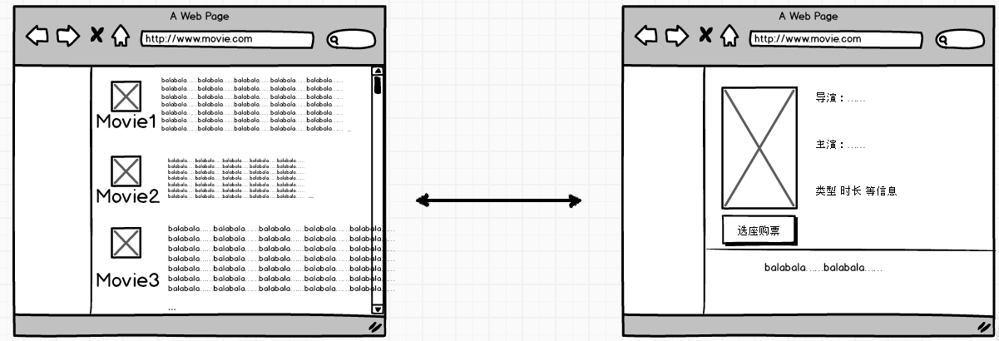 A Web Page
http://www.movie.com
balabala......balabala......balabala......balabala......balabala......
balabala......balabala......balabala......balabala......balabala......
balabala......balabala......balabala......balabala......balabala......
balabala......balabala......balabala......balabala......balabala......
balabala......balabala......balabala......balabala......balabala......
balabala......balabala......balabala......balabala......balabala......
balabala......balabala......balabala......balabala......balabala...... ...
Movie1
balabala......balabala......balabala......balabala......balabala......
balabala......balabala......balabala......balabala......balabala......
balabala......balabala......balabala......balabala......balabala......
balabala......balabala......balabala......balabala......balabala......
balabala......balabala......balabala......balabala......balabala......
balabala......balabala......balabala......balabala......balabala......
balabala......balabala......balabala......balabala......balabala...... ...
Movie2
balabala......balabala......balabala......balabala......balabala......
balabala......balabala......balabala......balabala......balabala......
balabala......balabala......balabala......balabala......balabala......
balabala......balabala......balabala......balabala......balabala......
balabala......balabala......balabala......balabala......balabala......
balabala......balabala......balabala......balabala......balabala......
balabala......balabala......balabala......balabala......balabala......
Movie3
...
A Web Page
http://www.movie.com
导演：......
主演：......
类型 时长 等信息
选座购票
balabala......balabala......